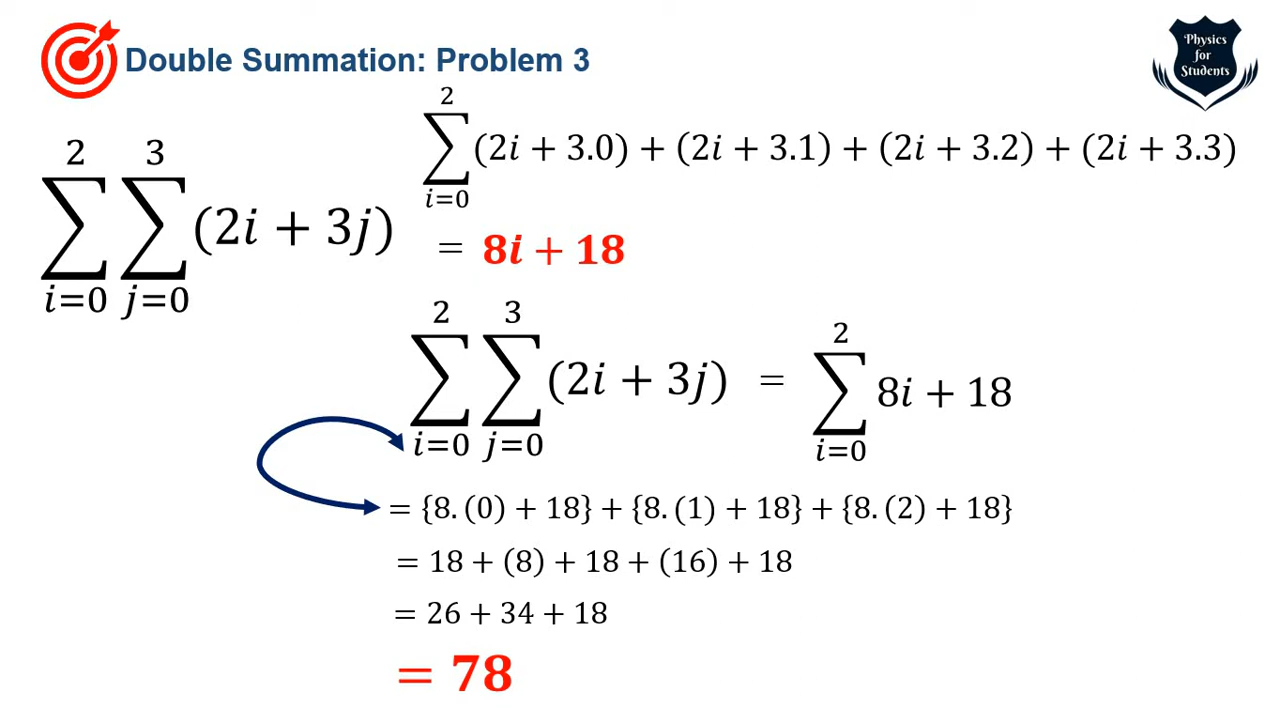 Double Summation: Problem 3
Physics
for
Students
2 3
∑ ∑ (2i + 3j)
i=0 j=0
2
∑ (2i + 3.0) + (2i + 3.1) + (2i + 3.2) + (2i + 3.3)
i=0
= 8i + 18
2 3 2
∑ ∑ (2i + 3j) = ∑ 8i + 18
i=0 j=0 i=0
= {8. (0) + 18} + {8. (1) + 18} + {8. (2) + 18}
= 18 + (8) + 18 + (16) + 18
= 26 + 34 + 18
= 78